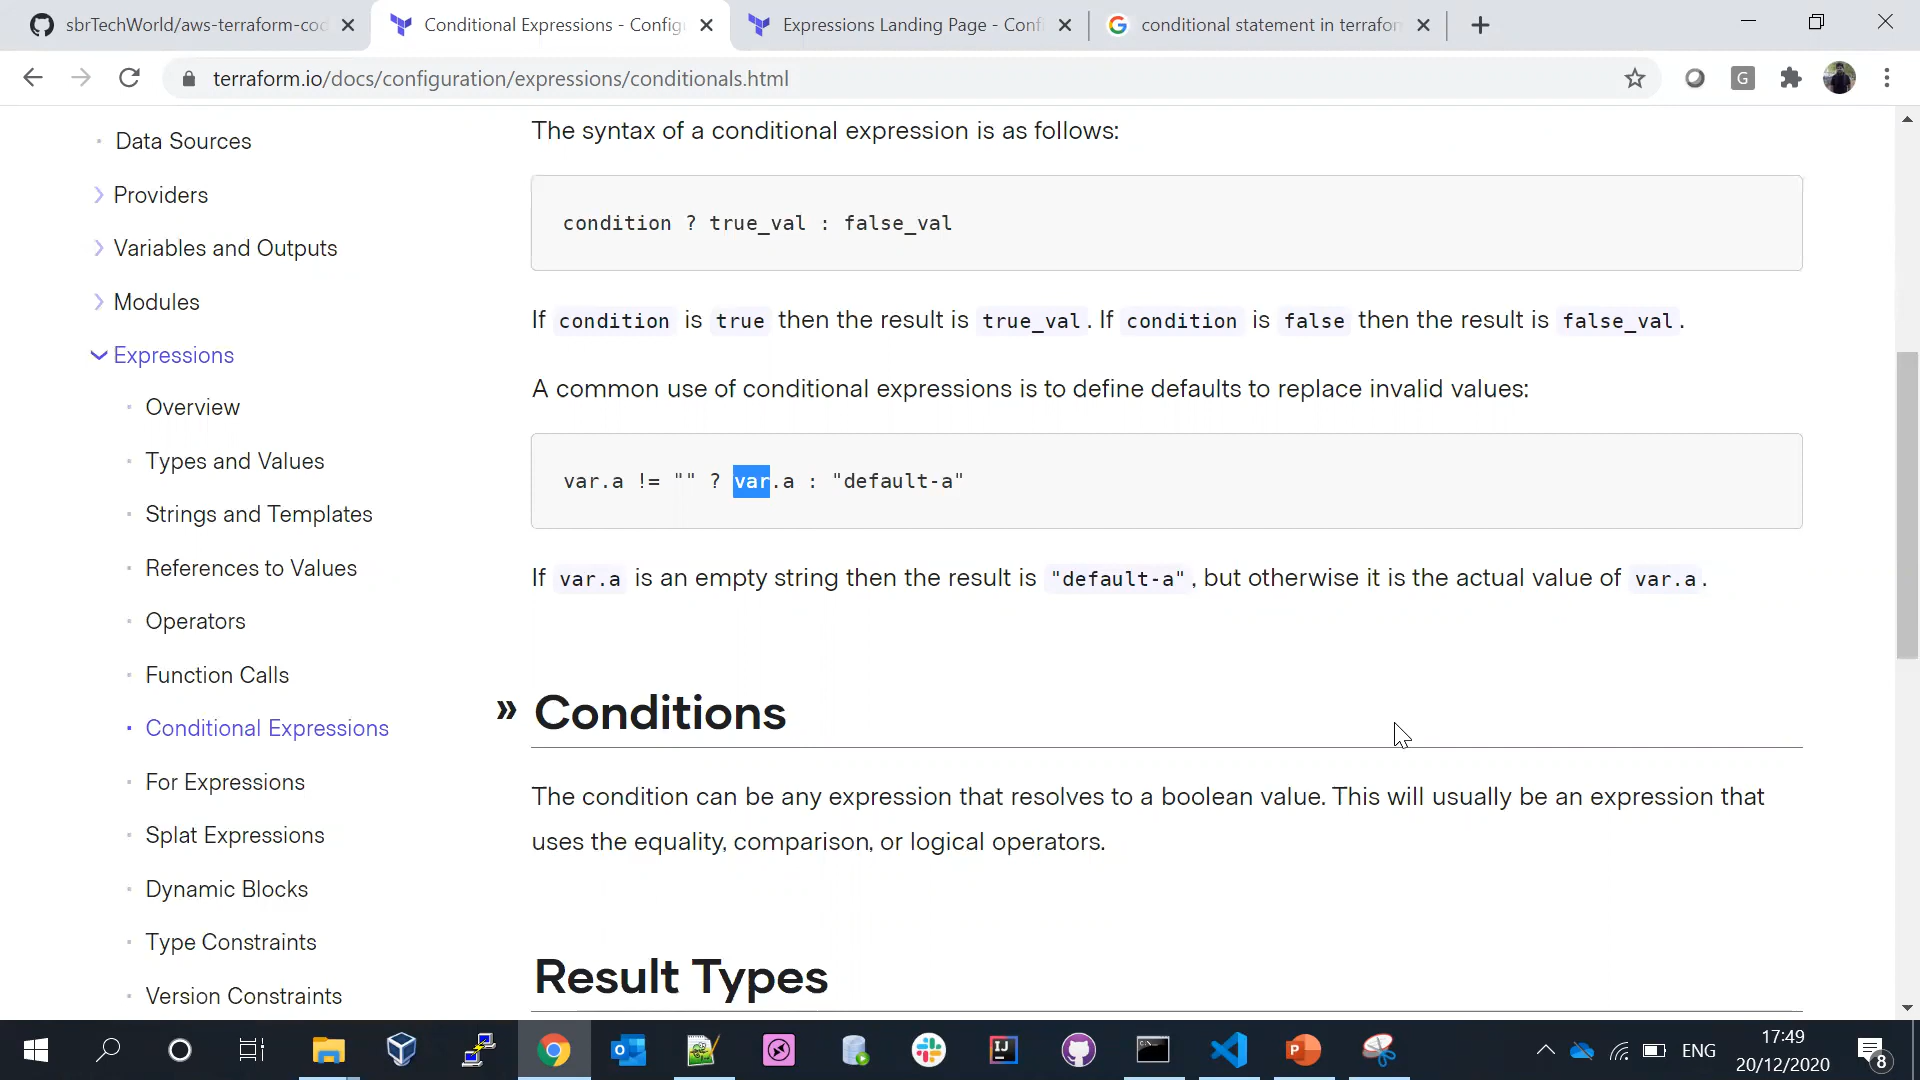 sbrTechWorld/aws-terraform-cod
Conditional Expressions - Config
Expressions Landing Page - Confi
conditional statement in terraform
terraform.io/docs/configuration/expressions/conditionals.html
G
Data Sources
Providers
Variables and Outputs
Modules
Expressions
Overview
Types and Values
Strings and Templates
References to Values
Operators
Function Calls
Conditional Expressions
For Expressions
Splat Expressions
Dynamic Blocks
Type Constraints
Version Constraints
The syntax of a conditional expression is as follows:
condition ? true_val : false_val
If condition is true then the result is true_val. If condition is false then the result is false_val.
A common use of conditional expressions is to define defaults to replace invalid values:
var.a != "" ? var.a : "default-a"
If var.a is an empty string then the result is "default-a", but otherwise it is the actual value of var.a.
» Conditions
The condition can be any expression that resolves to a boolean value. This will usually be an expression that
uses the equality, comparison, or logical operators.
Result Types
ENG
17:49
20/12/2020
8